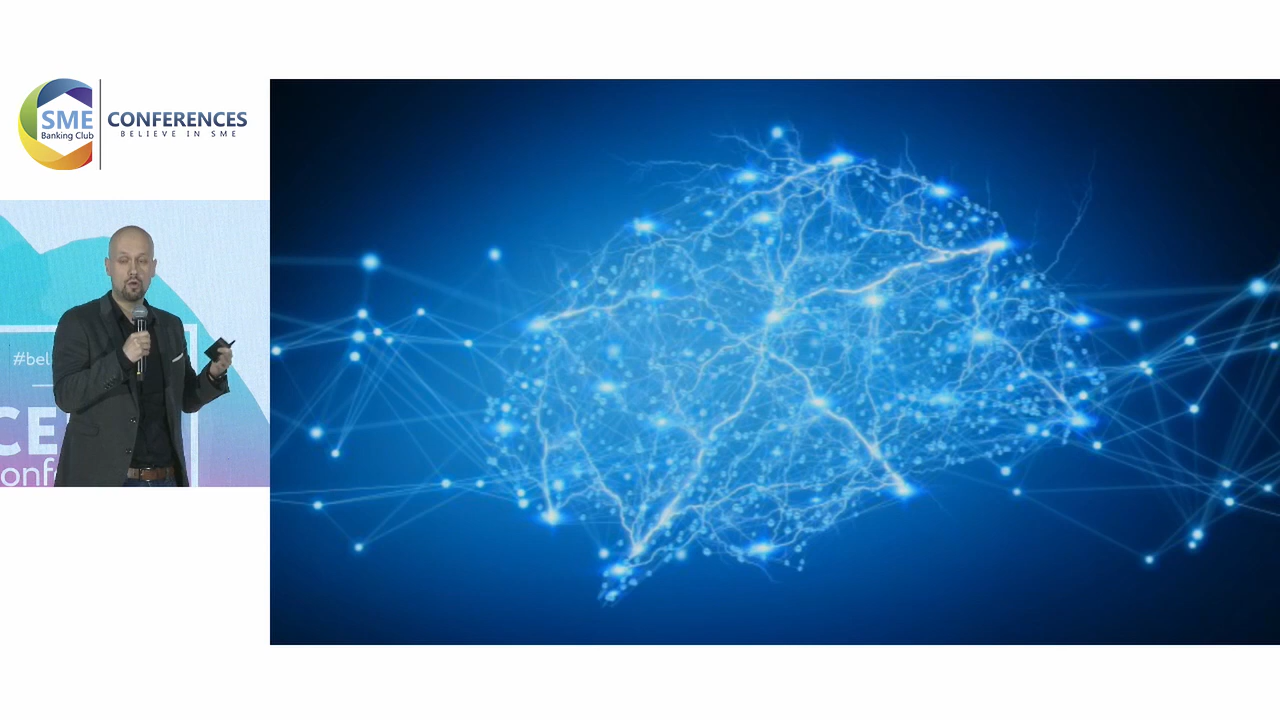 SME
Banking Club
CONFERENCES
BELIEVE IN SME
#bel
CE
onf